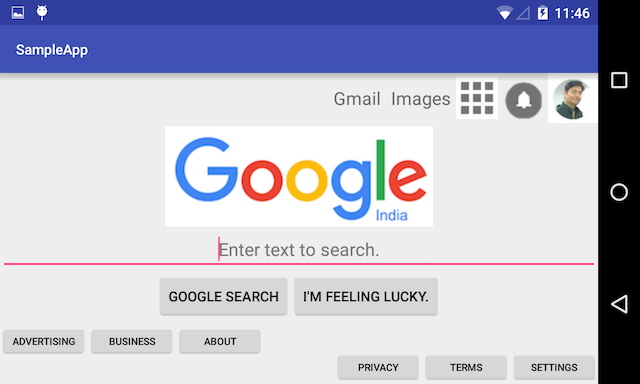 11:46
SampleApp
Gmail Images
Google
India
Enter text to search.
GOOGLE SEARCH I'M FEELING LUCKY.
ADVERTISING BUSINESS ABOUT
PRIVACY TERMS SETTINGS